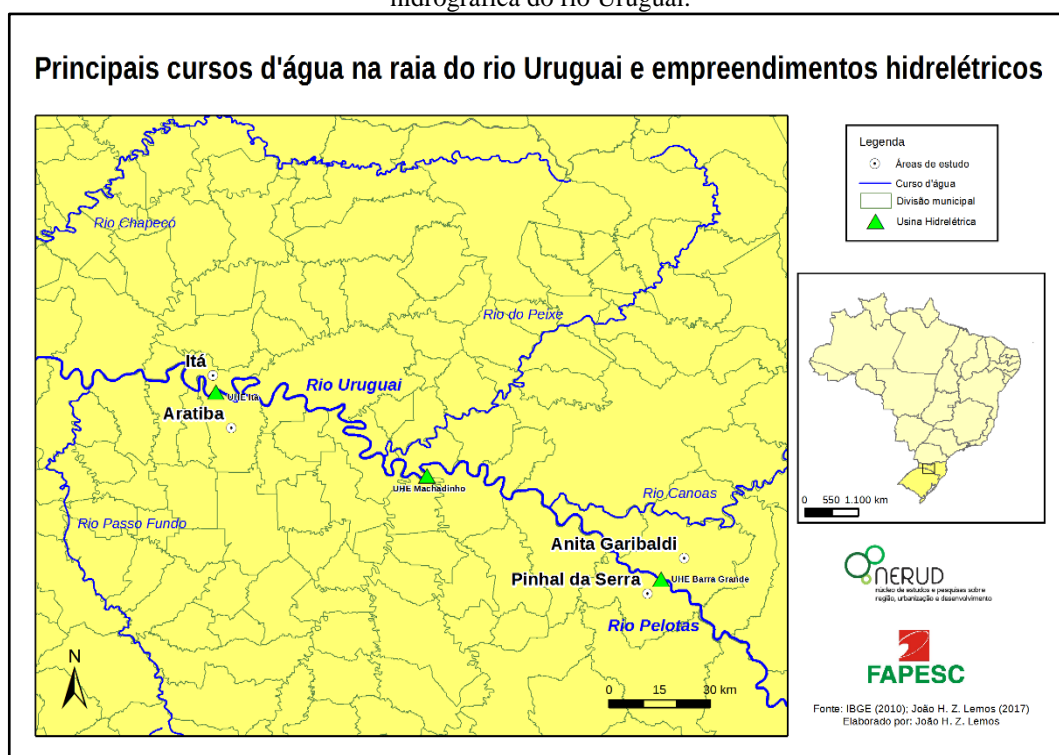 hidrográfica do rio Uruguai.
Principais cursos d'água na raia do rio Uruguai e empreendimentos hidrelétricos
Legenda
Áreas de estudo
Curso d'água
Divisão municipal
Usina Hidrelétrica
Rio Chapecó
Rio do Peixe
Itá
UHE Itá
Rio Uruguai
Aratiba
UHE Machadinho
Rio Canoas
Rio Passo Fundo
Anita Garibaldi
Pinhal da Serra
UHE Barra Grande
Rio Pelotas
N
0 15 30 km
0 550 1.100 km
NERUD
núcleo de estudos e pesquisas sobre
região, urbanização e desenvolvimento
FAPESC
Fonte: IBGE (2010); João H. Z. Lemos (2017)
Elaborado por: João H. Z. Lemos